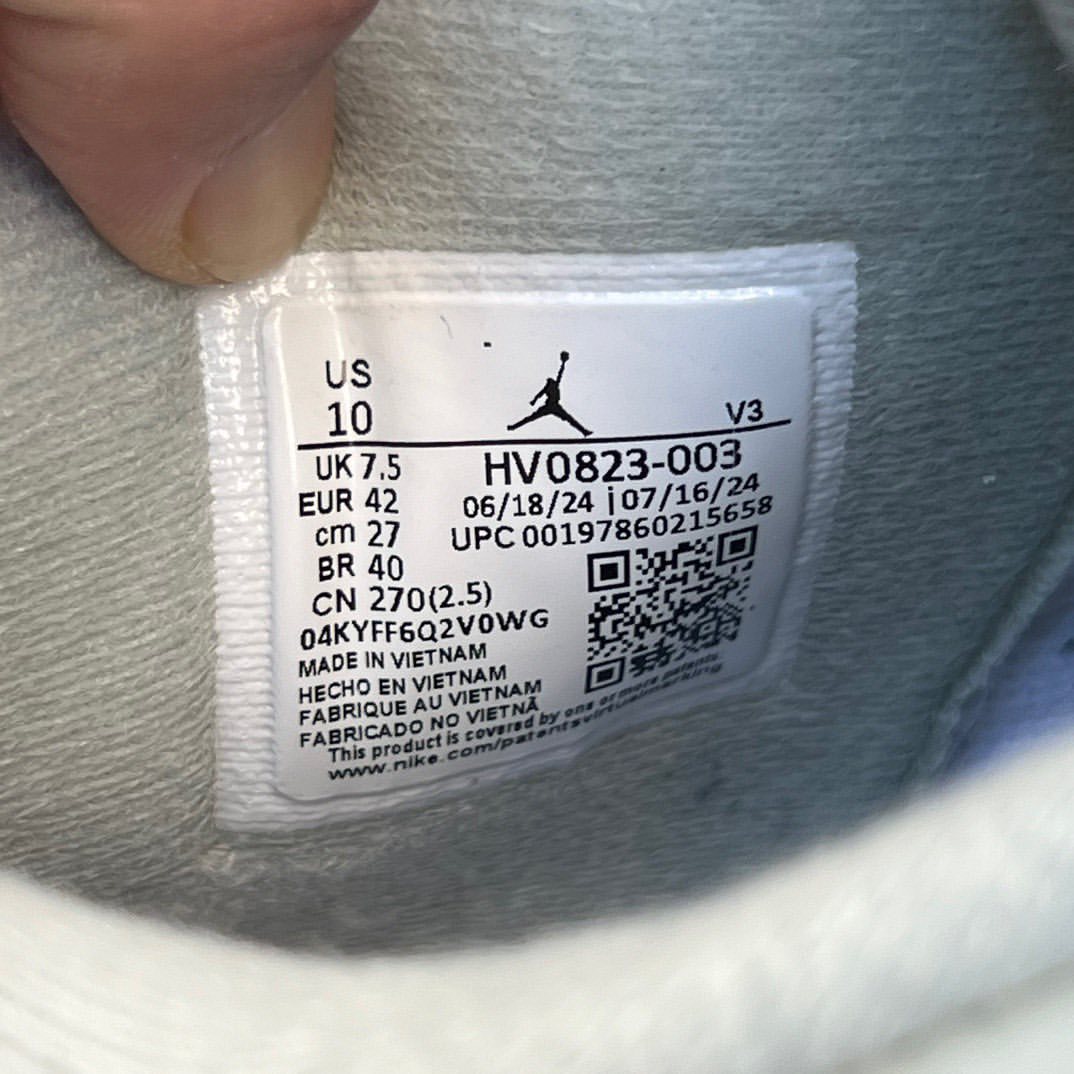 US
10
V3
UK 7.5
HV0823-003
EUR 42
06/18/24 | 07/16/24
cm 27
UPC 00197860215658
BR 40
CN 270(2.5)
04KYFF6Q2V0WG
MADE IN VIETNAM
HECHO EN VIETNAM
FABRIQUE AU VIETNAM
FABRICADO NO VIETNÃ
This product is covered by one or more patents.
www.nike.com/patentsvirtualmarking